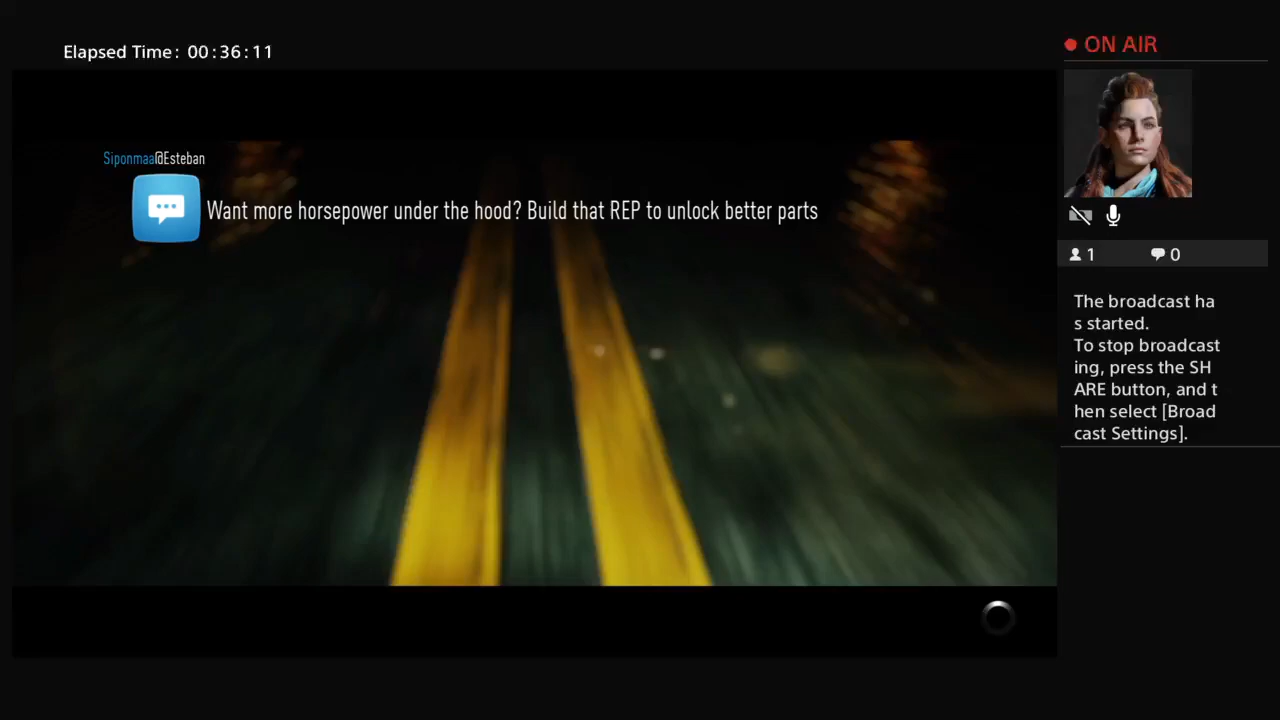 Elapsed Time: 00:36:11
ON AIR
Siponmaa@Esteban
Want more horsepower under the hood? Build that REP to unlock better parts
1
0
The broadcast ha
s started.
To stop broadcast
ing, press the SH
ARE button, and t
hen select [Broad
cast Settings].